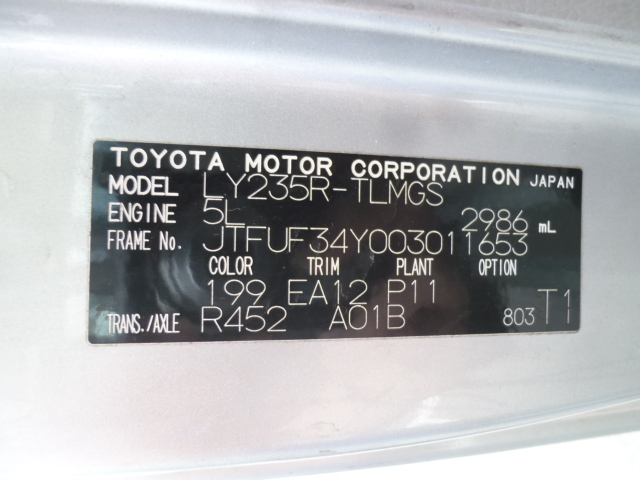 TOYOTA MOTOR CORPORATION JAPAN
MODEL LY235R-TLMGS
ENGINE 5L 2986 mL
FRAME No. JTFUF34Y003011653
COLOR TRIM PLANT OPTION
199 EA12 P11
TRANS./AXLE R452 A01B 803 T1